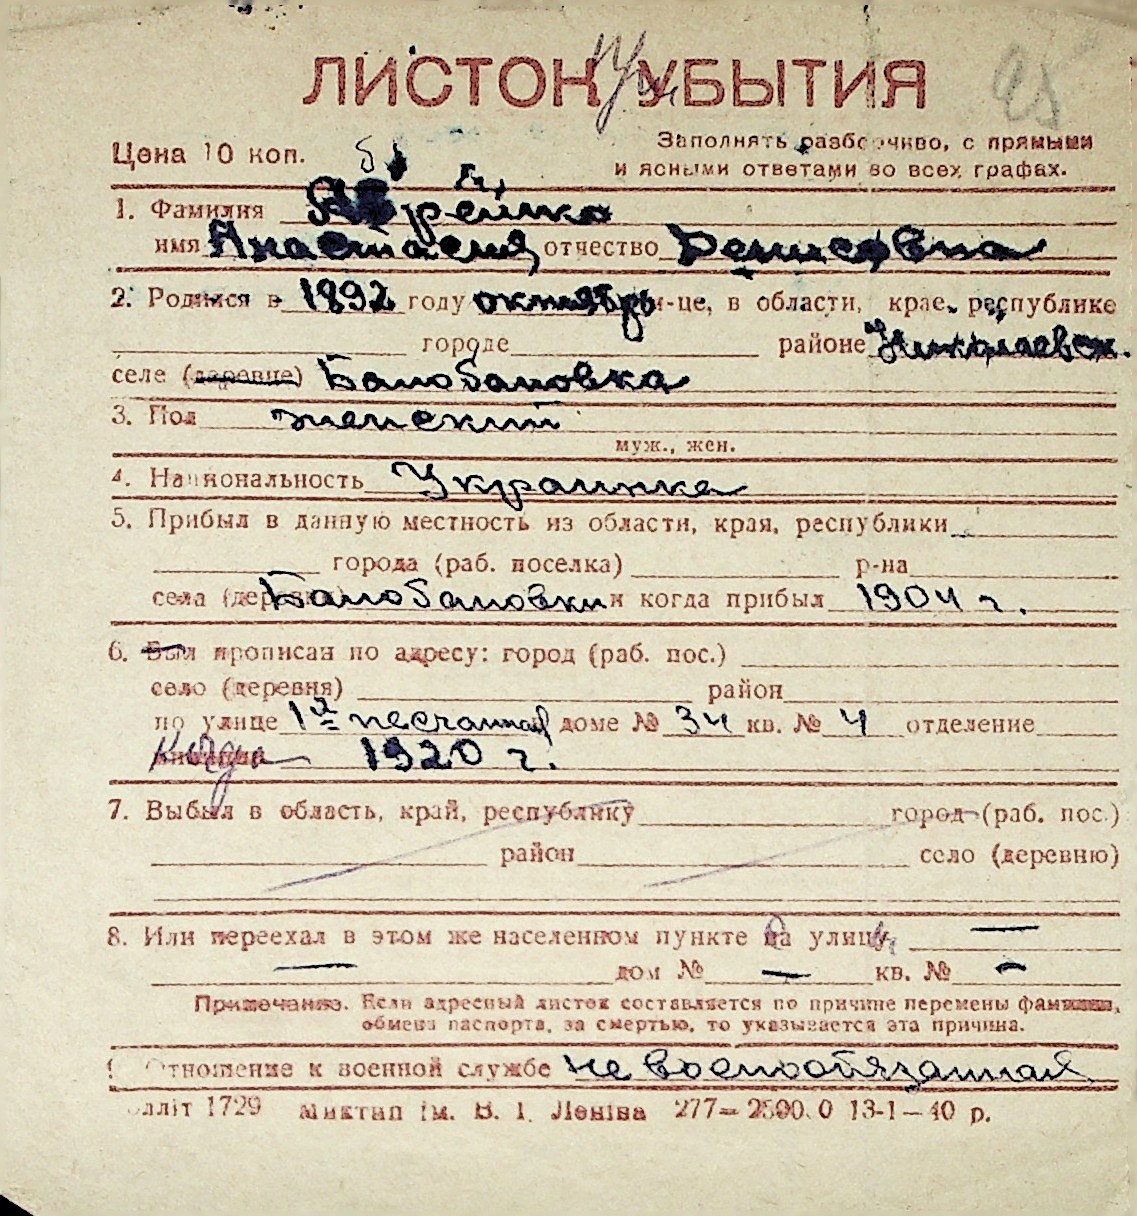 ЛИСТОК УБЫТИЯ
Цена 10 коп.
Заполнять разборчиво, с прямыми
и ясными ответами во всех графах.
1. Фамилия
имя Анастасия отчество Денисовна
2. Родился в 1892 году октябрь м-це, в области, крае, республике
городе районе Николаевск.
селе (деревне) Балобановка
3. Пол женский
муж., жен.
4. Национальность Украинка
5. Прибыл в данную местность из области, края, республики
города (раб. поселка) р-на
села (деревни) Балобановки и когда прибыл 1904 г.
6. Был прописан по адресу: город (раб. пос.)
село (деревня) район
по улице 1я песчаная доме № 34 кв. № 4 отделение
милиции когда 1920 г.
7. Выбыл в область, край, республику город (раб. пос.)
район село (деревню)
8. Или переехал в этом же населенном пункте на улицу —
— дом № — кв. № —
Примечание. Если адресный листок составляется по причине перемены фамилии,
обмена паспорта, за смертью, то указывается эта причина.
9. Отношение к военной службе не военообязанная
олліт 1729 Миктип ім. В. І. Леніва 277— 13-1—40 р.